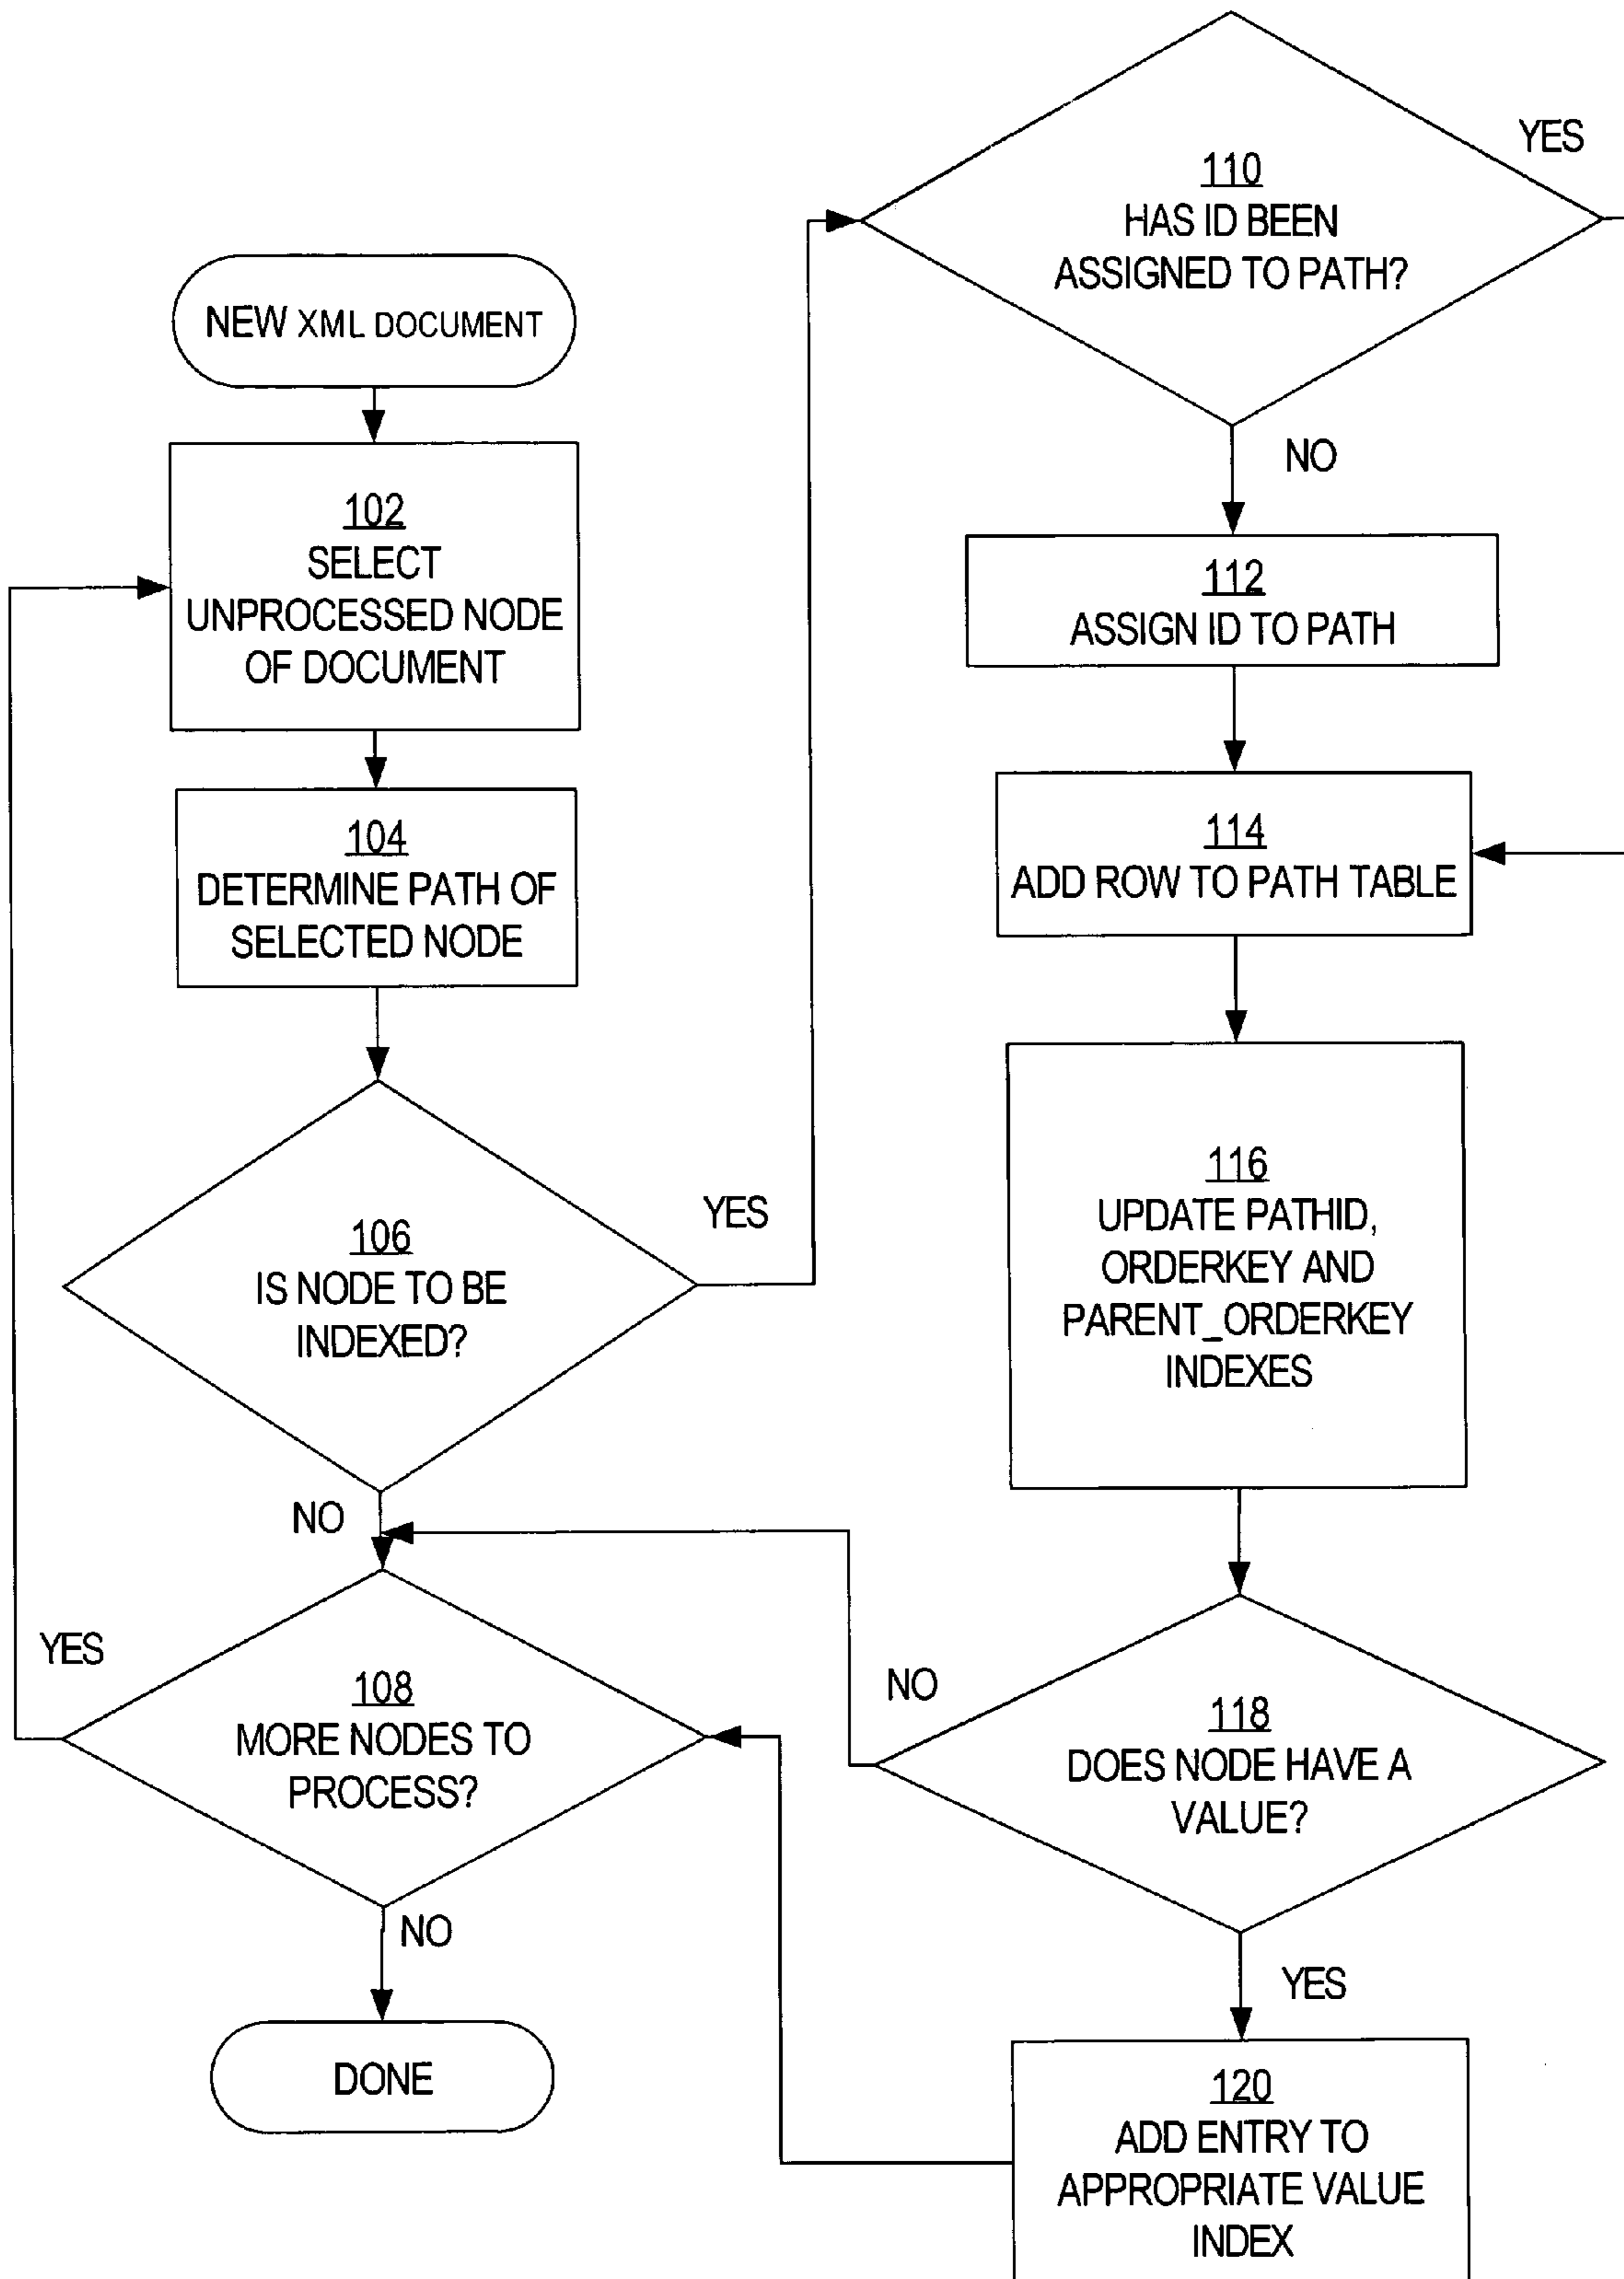 NEW XML DOCUMENT
102
SELECT
UNPROCESSED NODE
OF DOCUMENT
104
DETERMINE PATH OF
SELECTED NODE
106
IS NODE TO BE
INDEXED?
YES
NO
108
MORE NODES TO
PROCESS?
YES
NO
DONE
110
HAS ID BEEN
ASSIGNED TO PATH?
YES
NO
112
ASSIGN ID TO PATH
114
ADD ROW TO PATH TABLE
116
UPDATE PATHID,
ORDERKEY AND
PARENT_ORDERKEY
INDEXES
118
DOES NODE HAVE A
VALUE?
NO
YES
120
ADD ENTRY TO
APPROPRIATE VALUE
INDEX